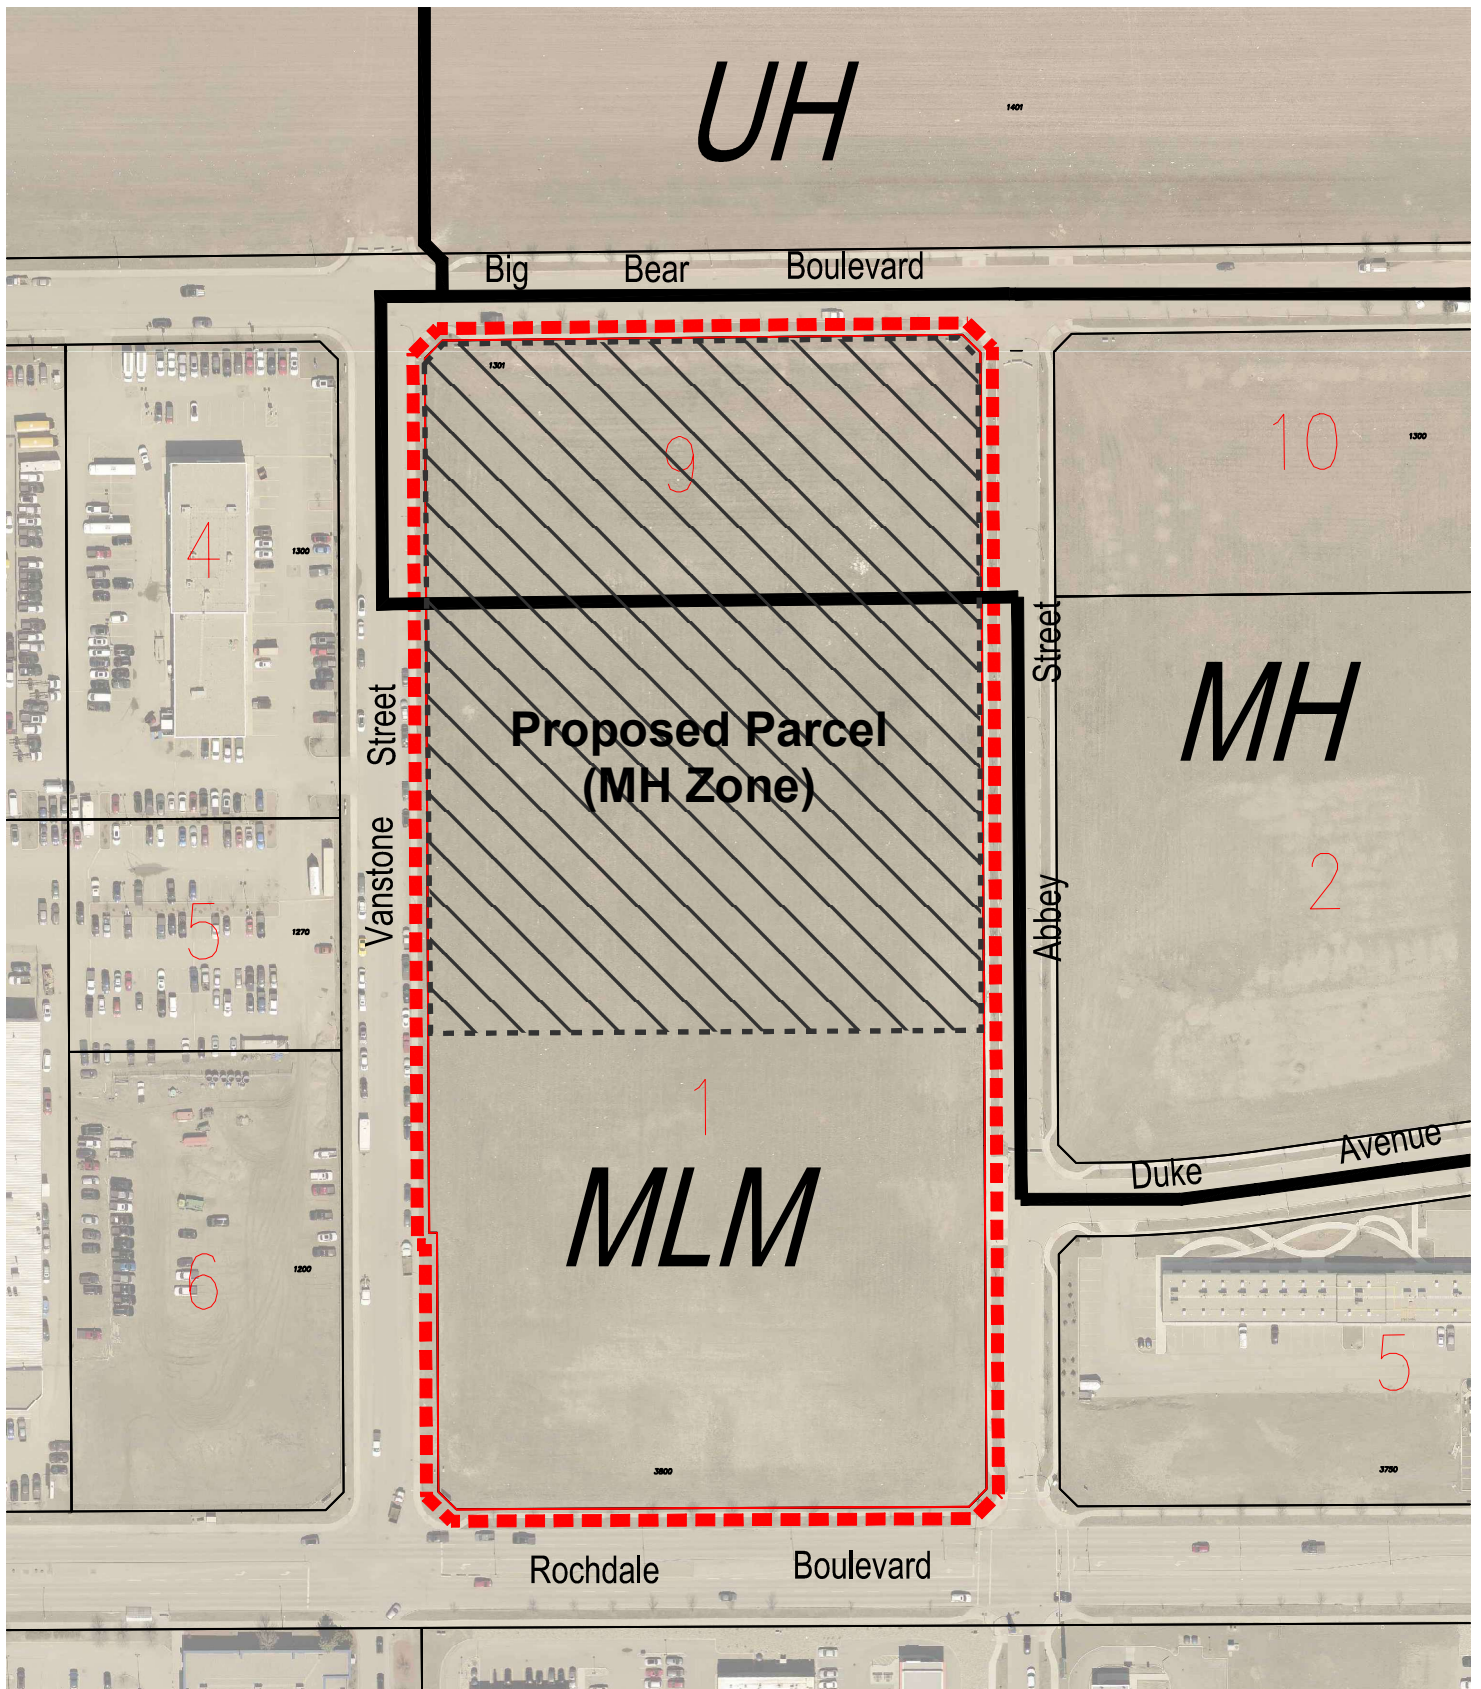 UH
1401
Big Bear Boulevard
1301
9
10
1300
4
1300
Street
Street
MH
Proposed Parcel
(MH Zone)
Vanstone
Abbey
2
5
1270
1
Duke Avenue
MLM
6
1200
5
3800
3750
Rochdale Boulevard